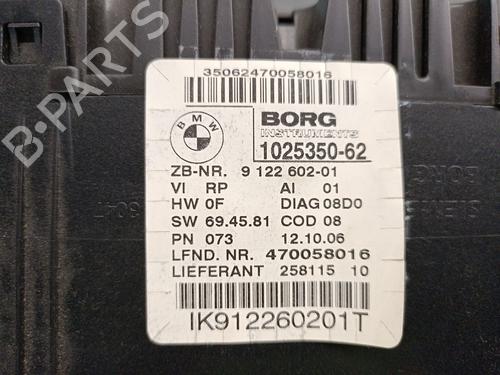 35062470058016
BMW
BORG
INSTRUMENTS
1025350-62
ZB-NR. 9 122 602-01
VI RP AI 01
HW 0F DIAG 08D0
SW 69.45.81 COD 08
PN 073 12.10.06
LFND. NR. 470058016
LIEFERANT 258115 10
IK912260201T